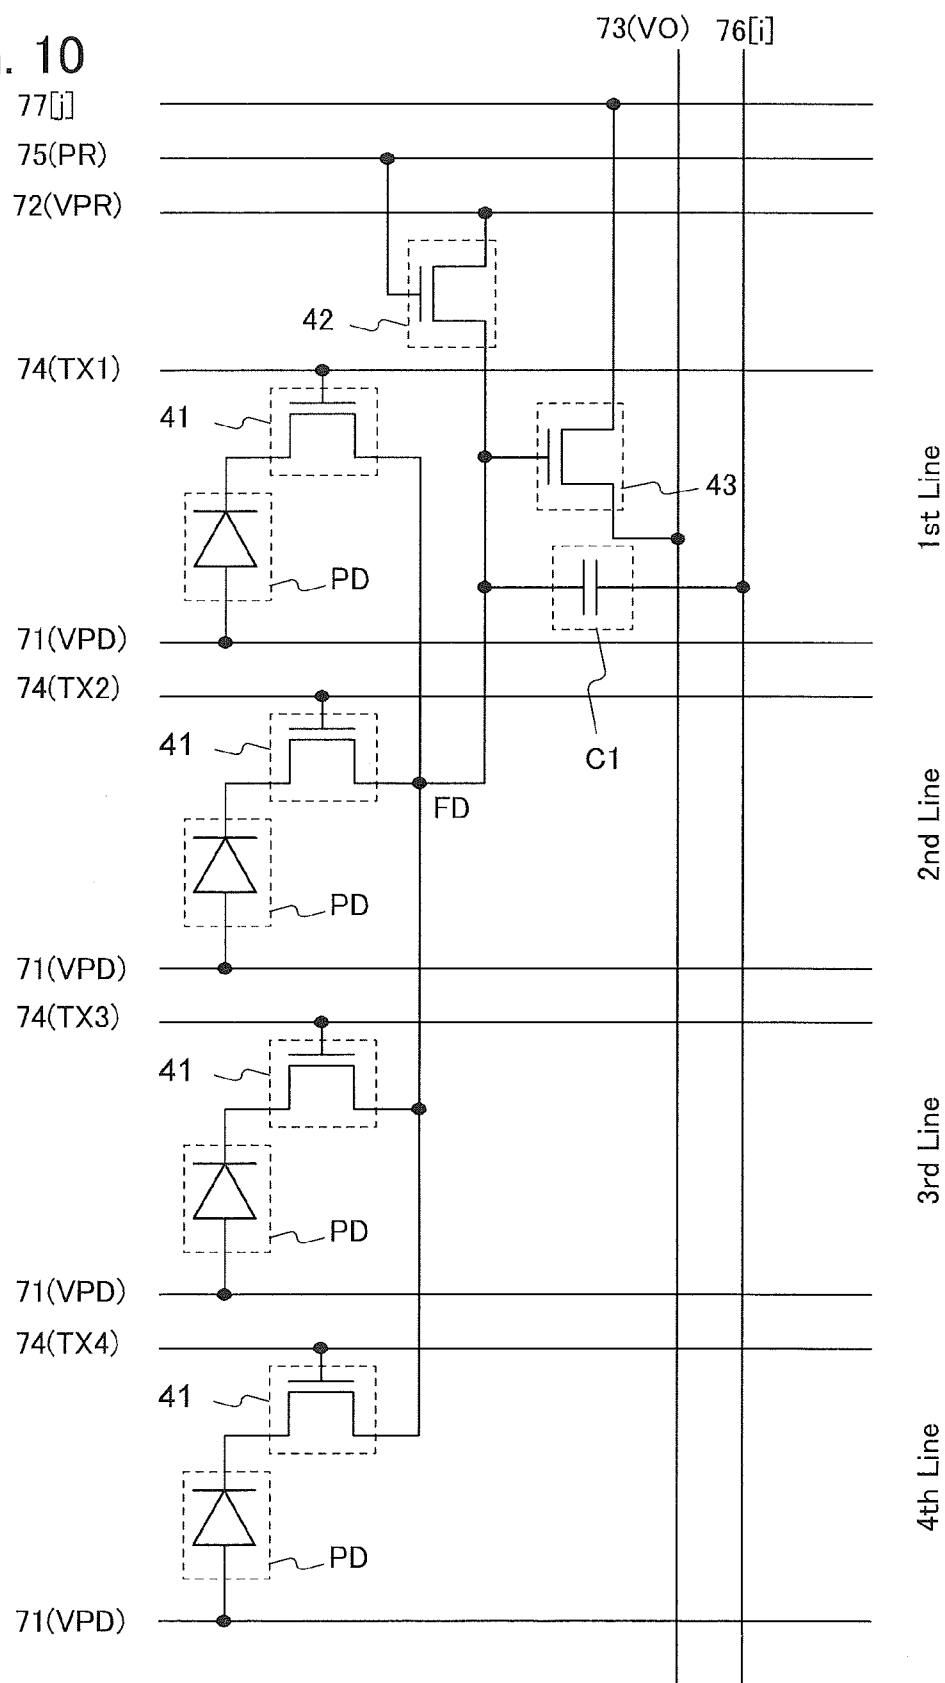 73(VO) 76[i]
. 10
77[j]
75(PR)
72(VPR)
42
74(TX1)
41
43
1st Line
PD
71(VPD)
74(TX2)
41
C1
FD
2nd Line
PD
71(VPD)
74(TX3)
41
3rd Line
PD
71(VPD)
74(TX4)
41
4th Line
PD
71(VPD)